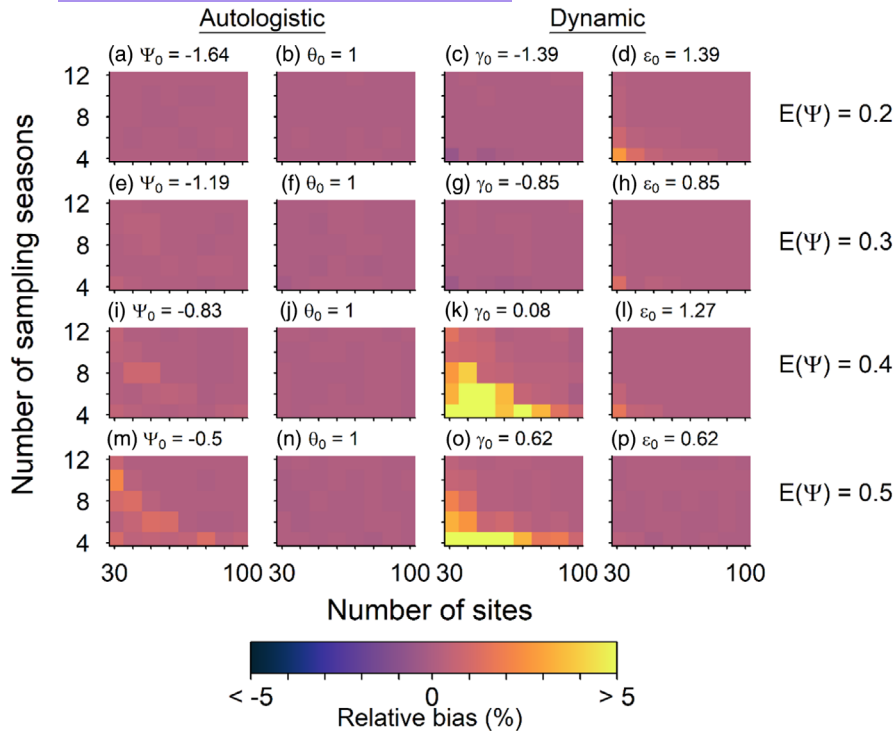 Autologistic Dynamic
(a) Ψ₀ = -1.64 (b) θ₀ = 1 (c) γ₀ = -1.39 (d) ε₀ = 1.39
12
8
4
E(Ψ) = 0.2
(e) Ψ₀ = -1.19 (f) θ₀ = 1 (g) γ₀ = -0.85 (h) ε₀ = 0.85
12
8
4
E(Ψ) = 0.3
(i) Ψ₀ = -0.83 (j) θ₀ = 1 (k) γ₀ = 0.08 (l) ε₀ = 1.27
12
8
4
E(Ψ) = 0.4
(m) Ψ₀ = -0.5 (n) θ₀ = 1 (o) γ₀ = 0.62 (p) ε₀ = 0.62
12
8
4
E(Ψ) = 0.5
Number of sampling seasons
30 100 30 100 30 100 30 100
Number of sites
< -5 0 > 5
Relative bias (%)